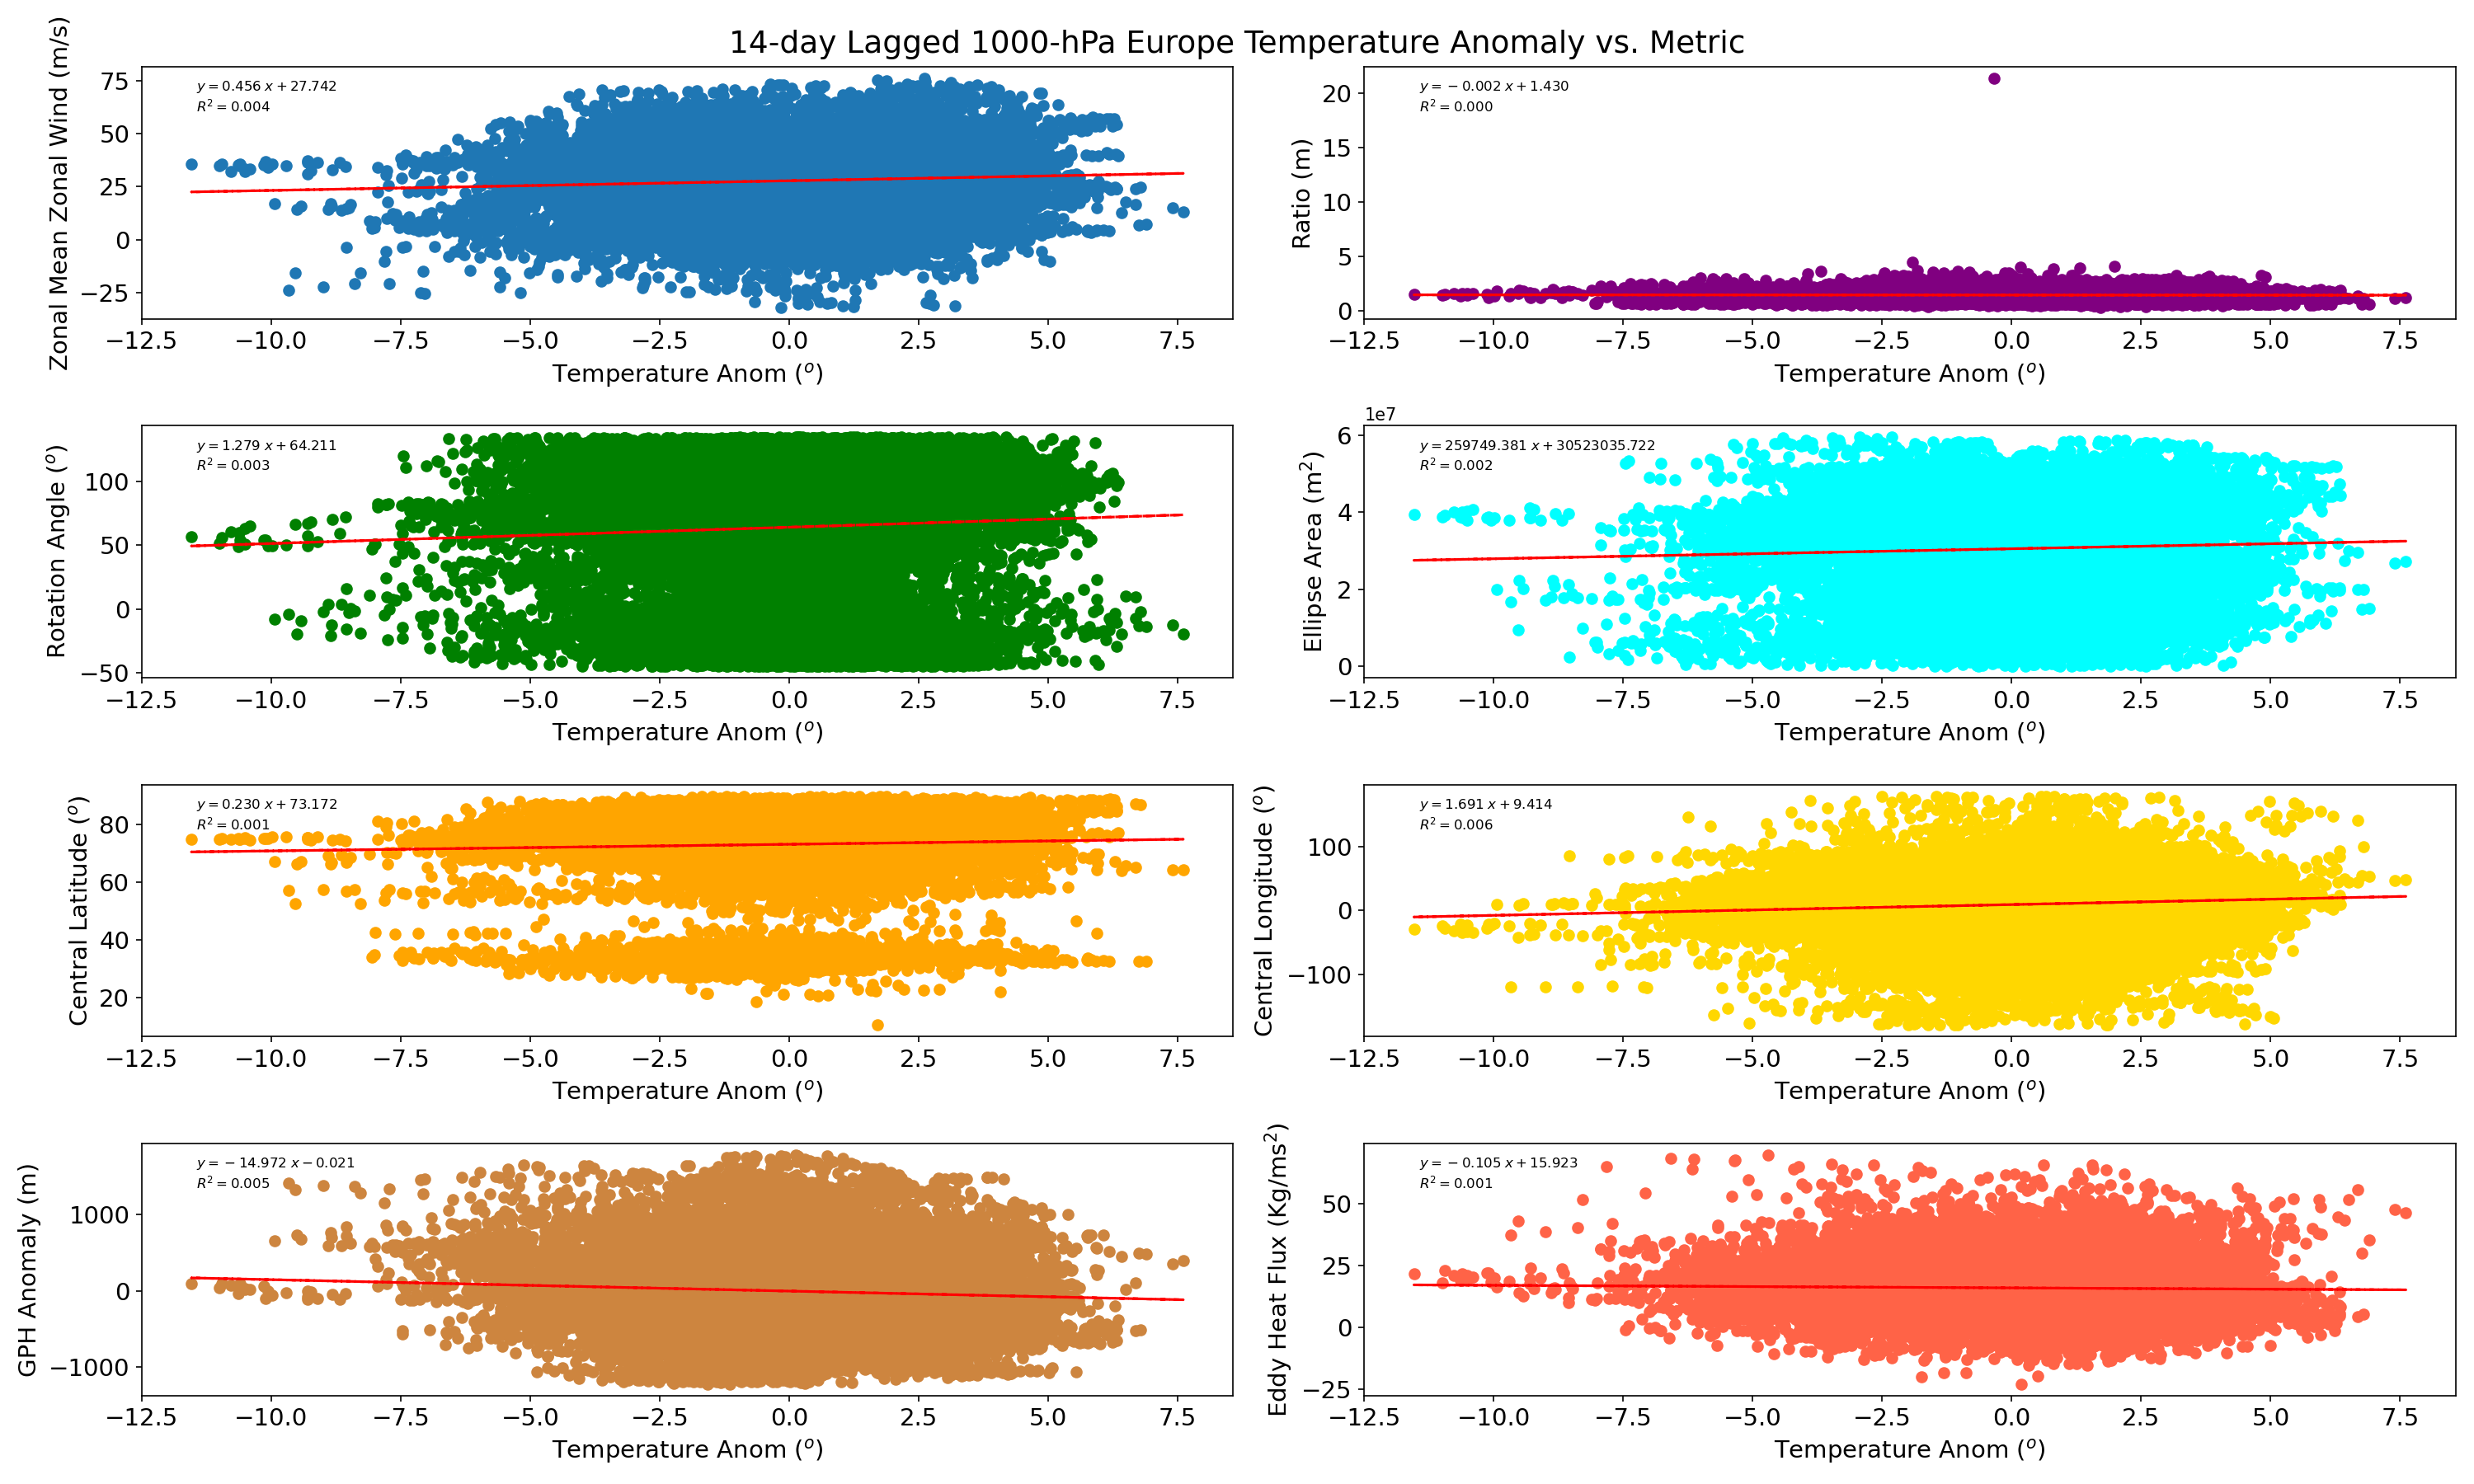 14-day Lagged 1000-hPa Europe Temperature Anomaly vs. Metric
Zonal Mean Zonal Wind (m/s)
75
50
25
0
−25
y = 0.456 x + 27.742
R² = 0.004
−12.5 −10.0 −7.5 −5.0 −2.5 0.0 2.5 5.0 7.5
Temperature Anom (°)
Ratio (m)
20
15
10
5
0
y = −0.002 x + 1.430
R² = 0.000
−12.5 −10.0 −7.5 −5.0 −2.5 0.0 2.5 5.0 7.5
Temperature Anom (°)
Rotation Angle (°)
100
50
0
−50
y = 1.279 x + 64.211
R² = 0.003
−12.5 −10.0 −7.5 −5.0 −2.5 0.0 2.5 5.0 7.5
Temperature Anom (°)
Ellipse Area (m²)
1e7
6
4
2
0
y = 259749.381 x + 30523035.722
R² = 0.002
−12.5 −10.0 −7.5 −5.0 −2.5 0.0 2.5 5.0 7.5
Temperature Anom (°)
Central Latitude (°)
80
60
40
20
y = 0.230 x + 73.172
R² = 0.001
−12.5 −10.0 −7.5 −5.0 −2.5 0.0 2.5 5.0 7.5
Temperature Anom (°)
Central Longitude (°)
100
0
−100
y = 1.691 x + 9.414
R² = 0.006
−12.5 −10.0 −7.5 −5.0 −2.5 0.0 2.5 5.0 7.5
Temperature Anom (°)
GPH Anomaly (m)
1000
0
−1000
y = −14.972 x − 0.021
R² = 0.005
−12.5 −10.0 −7.5 −5.0 −2.5 0.0 2.5 5.0 7.5
Temperature Anom (°)
Eddy Heat Flux (Kg/ms²)
50
25
0
−25
y = −0.105 x + 15.923
R² = 0.001
−12.5 −10.0 −7.5 −5.0 −2.5 0.0 2.5 5.0 7.5
Temperature Anom (°)